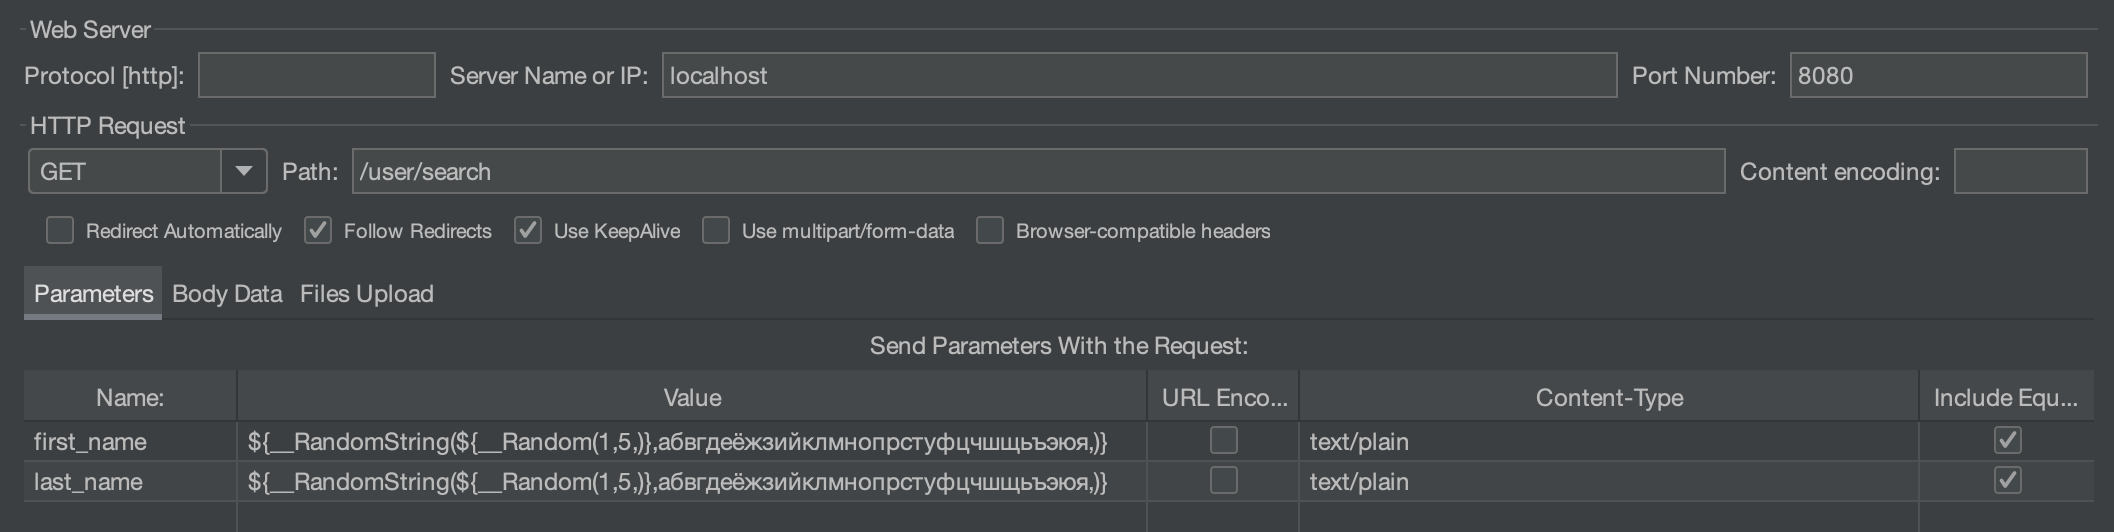 Web Server
Protocol [http]: Server Name or IP: localhost Port Number: 8080
HTTP Request
GET Path: /user/search Content encoding:
Redirect Automatically Follow Redirects Use KeepAlive Use multipart/form-data Browser-compatible headers
Parameters Body Data Files Upload
Send Parameters With the Request:
Name: Value URL Enco... Content-Type Include Equ...
first_name ${__RandomString(${__Random(1,5,)},абвгдеёжзийклмнопрстуфцчшщьъэюя,)} text/plain
last_name ${__RandomString(${__Random(1,5,)},абвгдеёжзийклмнопрстуфцчшщьъэюя,)} text/plain